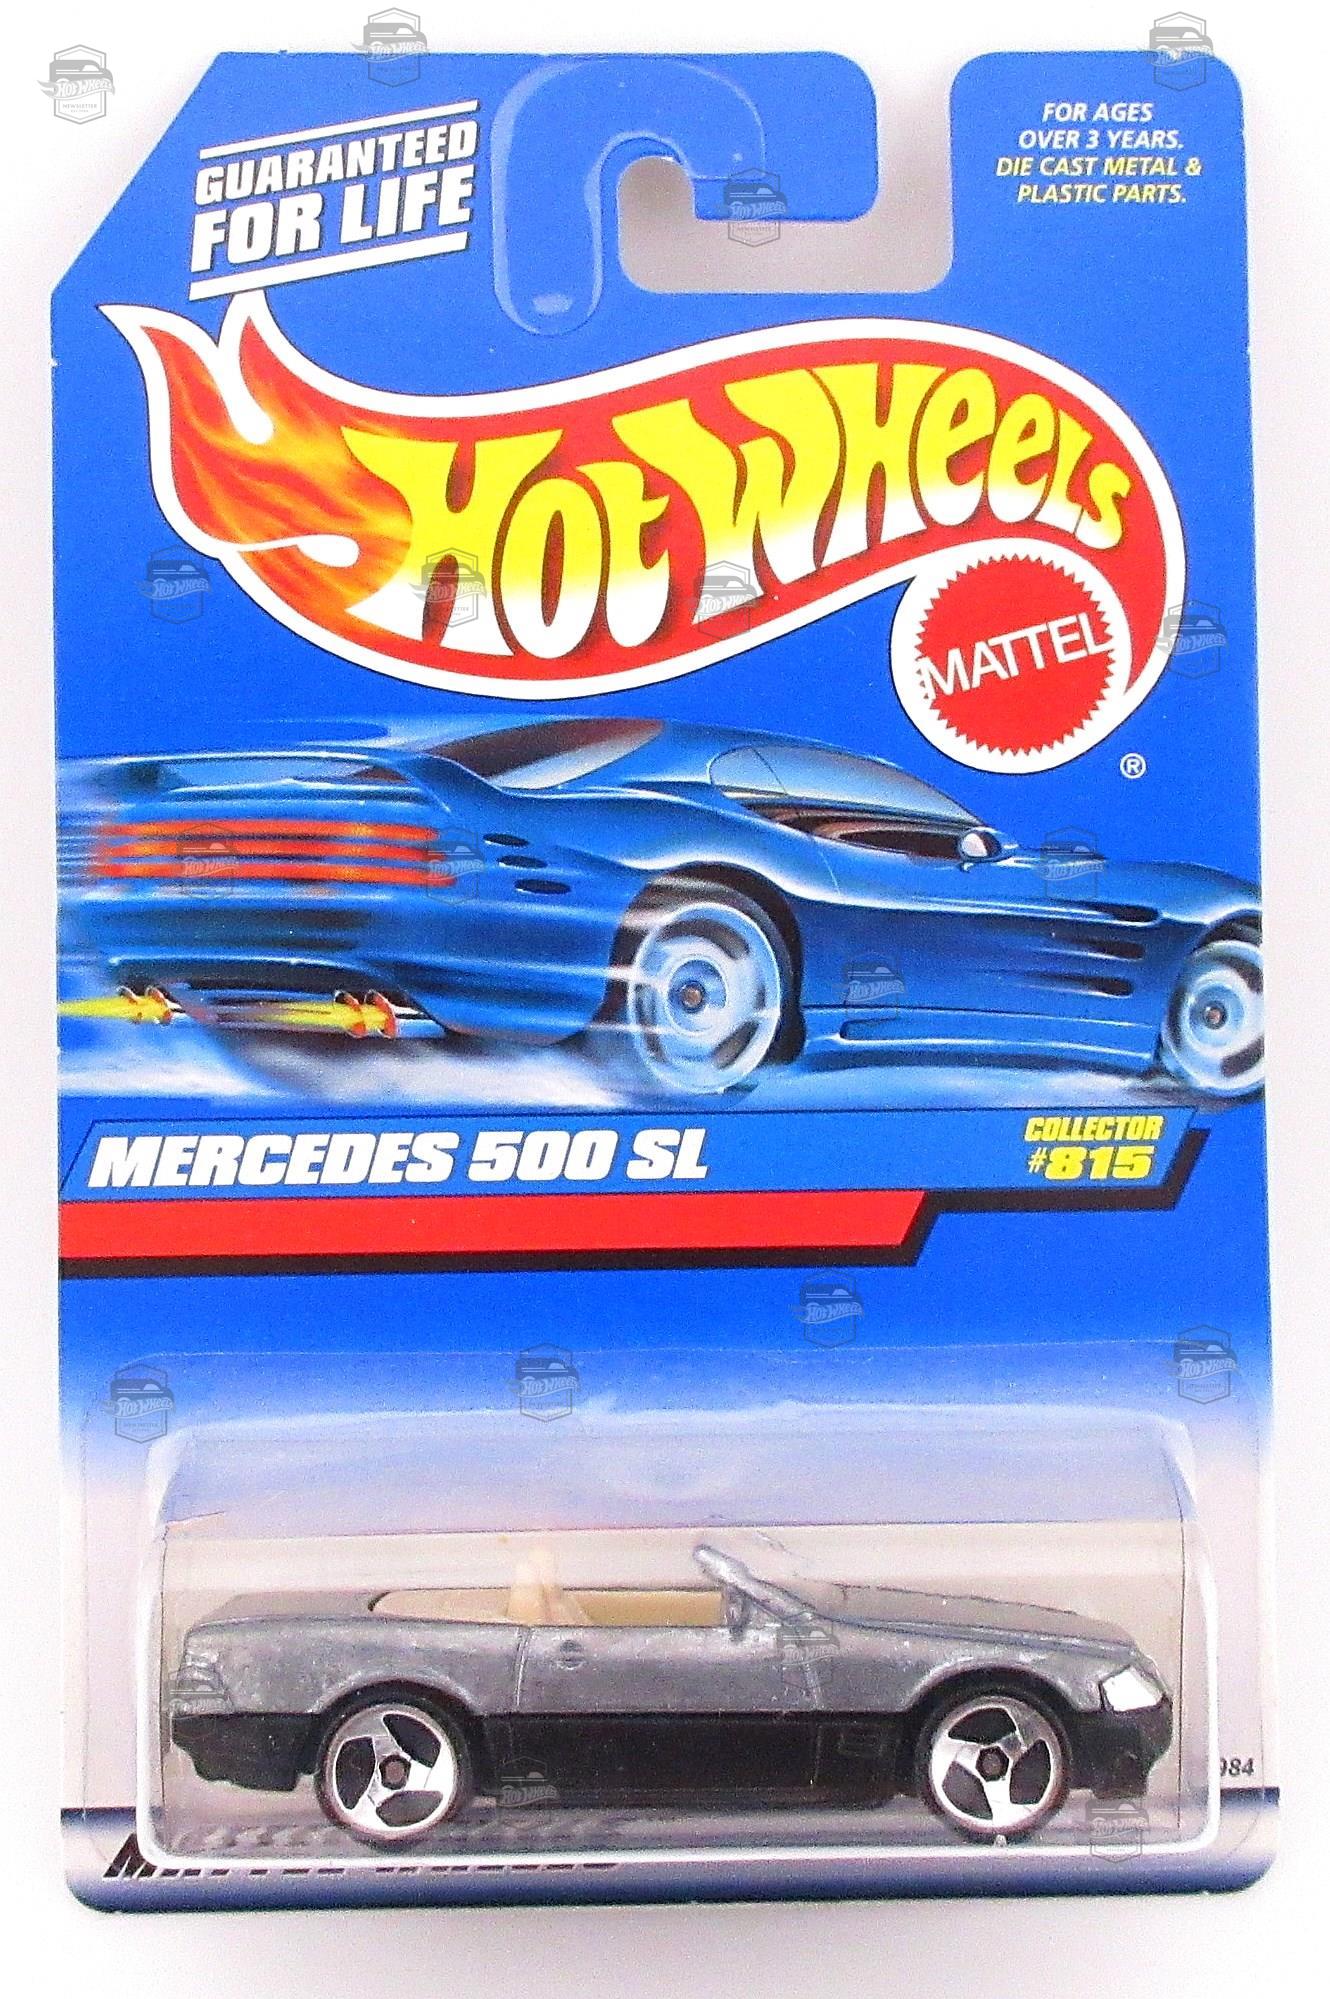 GUARANTEED
FOR LIFE
FOR AGES
OVER 3 YEARS.
DIE CAST METAL &
PLASTIC PARTS.
HOT WHEELS
MATTEL
®
MERCEDES 500 SL
COLLECTOR
#815
984